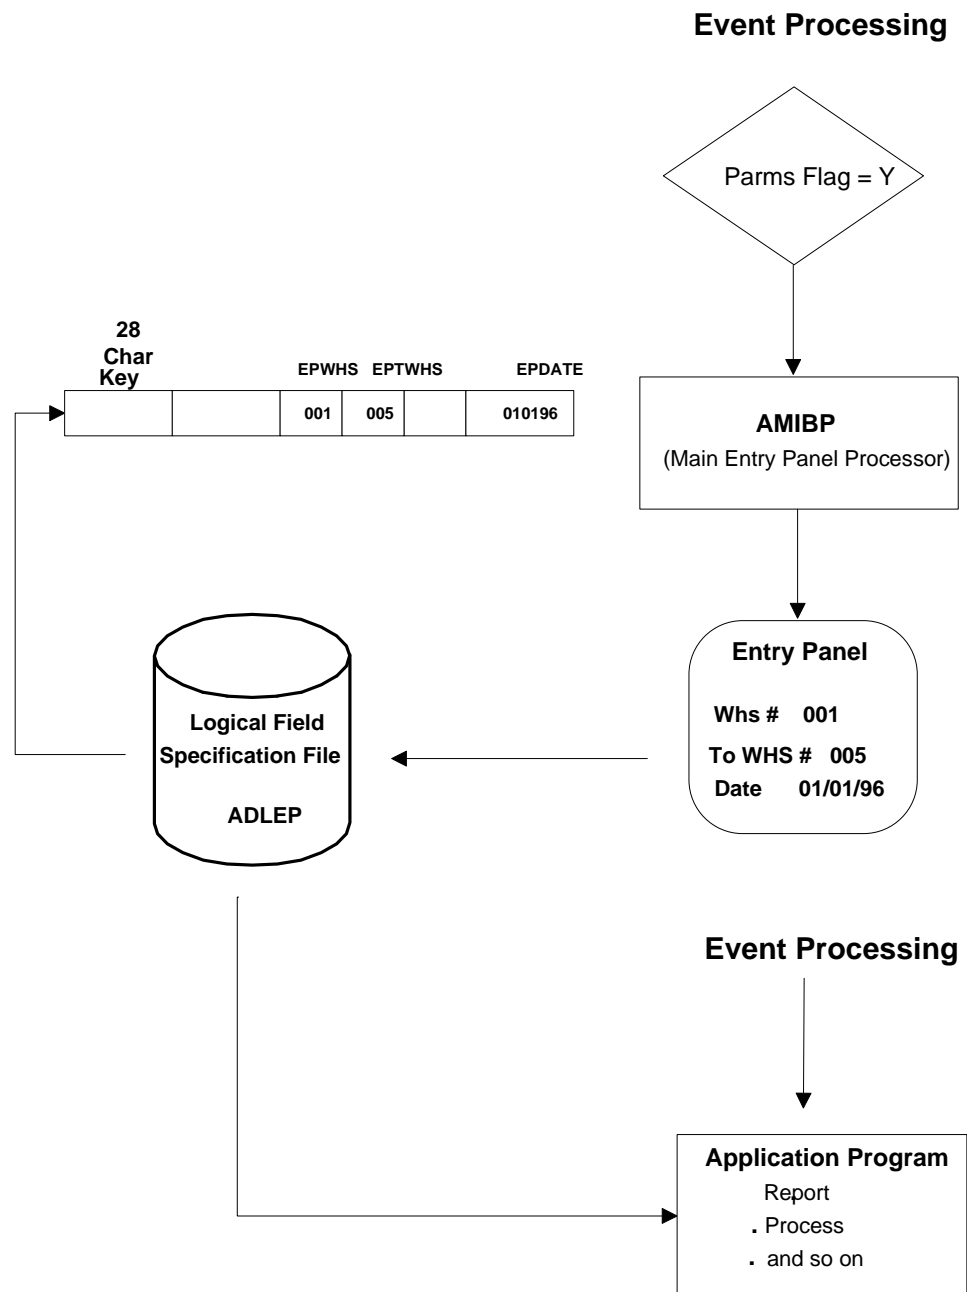 Event Processing
Parms Flag = Y
28
Char
Key
EPWHS EPTWHS EPDATE
001 005 010196
AMIBP
(Main Entry Panel Processor)
Entry Panel
Whs # 001
To WHS # 005
Date 01/01/96
Logical Field
Specification File
ADLEP
Event Processing
Application Program
Report
. Process
. and so on